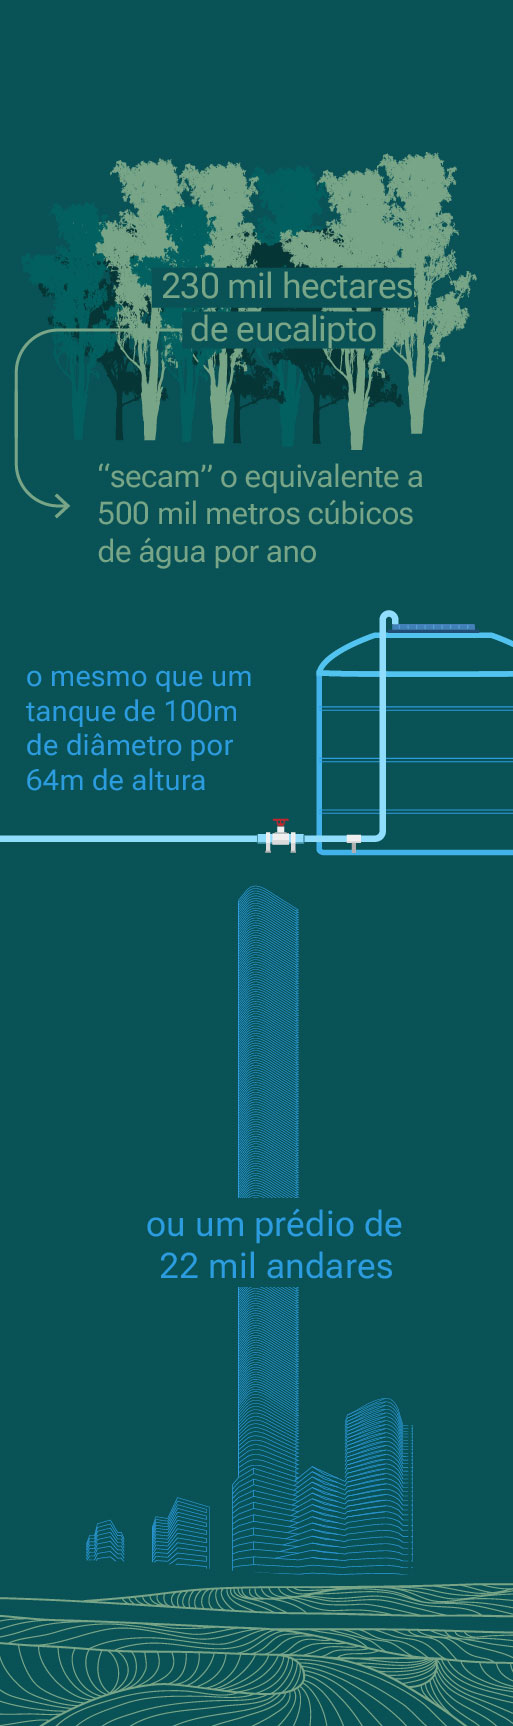 230 mil hectares
de eucalipto
“secam” o equivalente a
500 mil metros cúbicos
de água por ano
o mesmo que um
tanque de 100m
de diâmetro por
64m de altura
ou um prédio de
22 mil andares